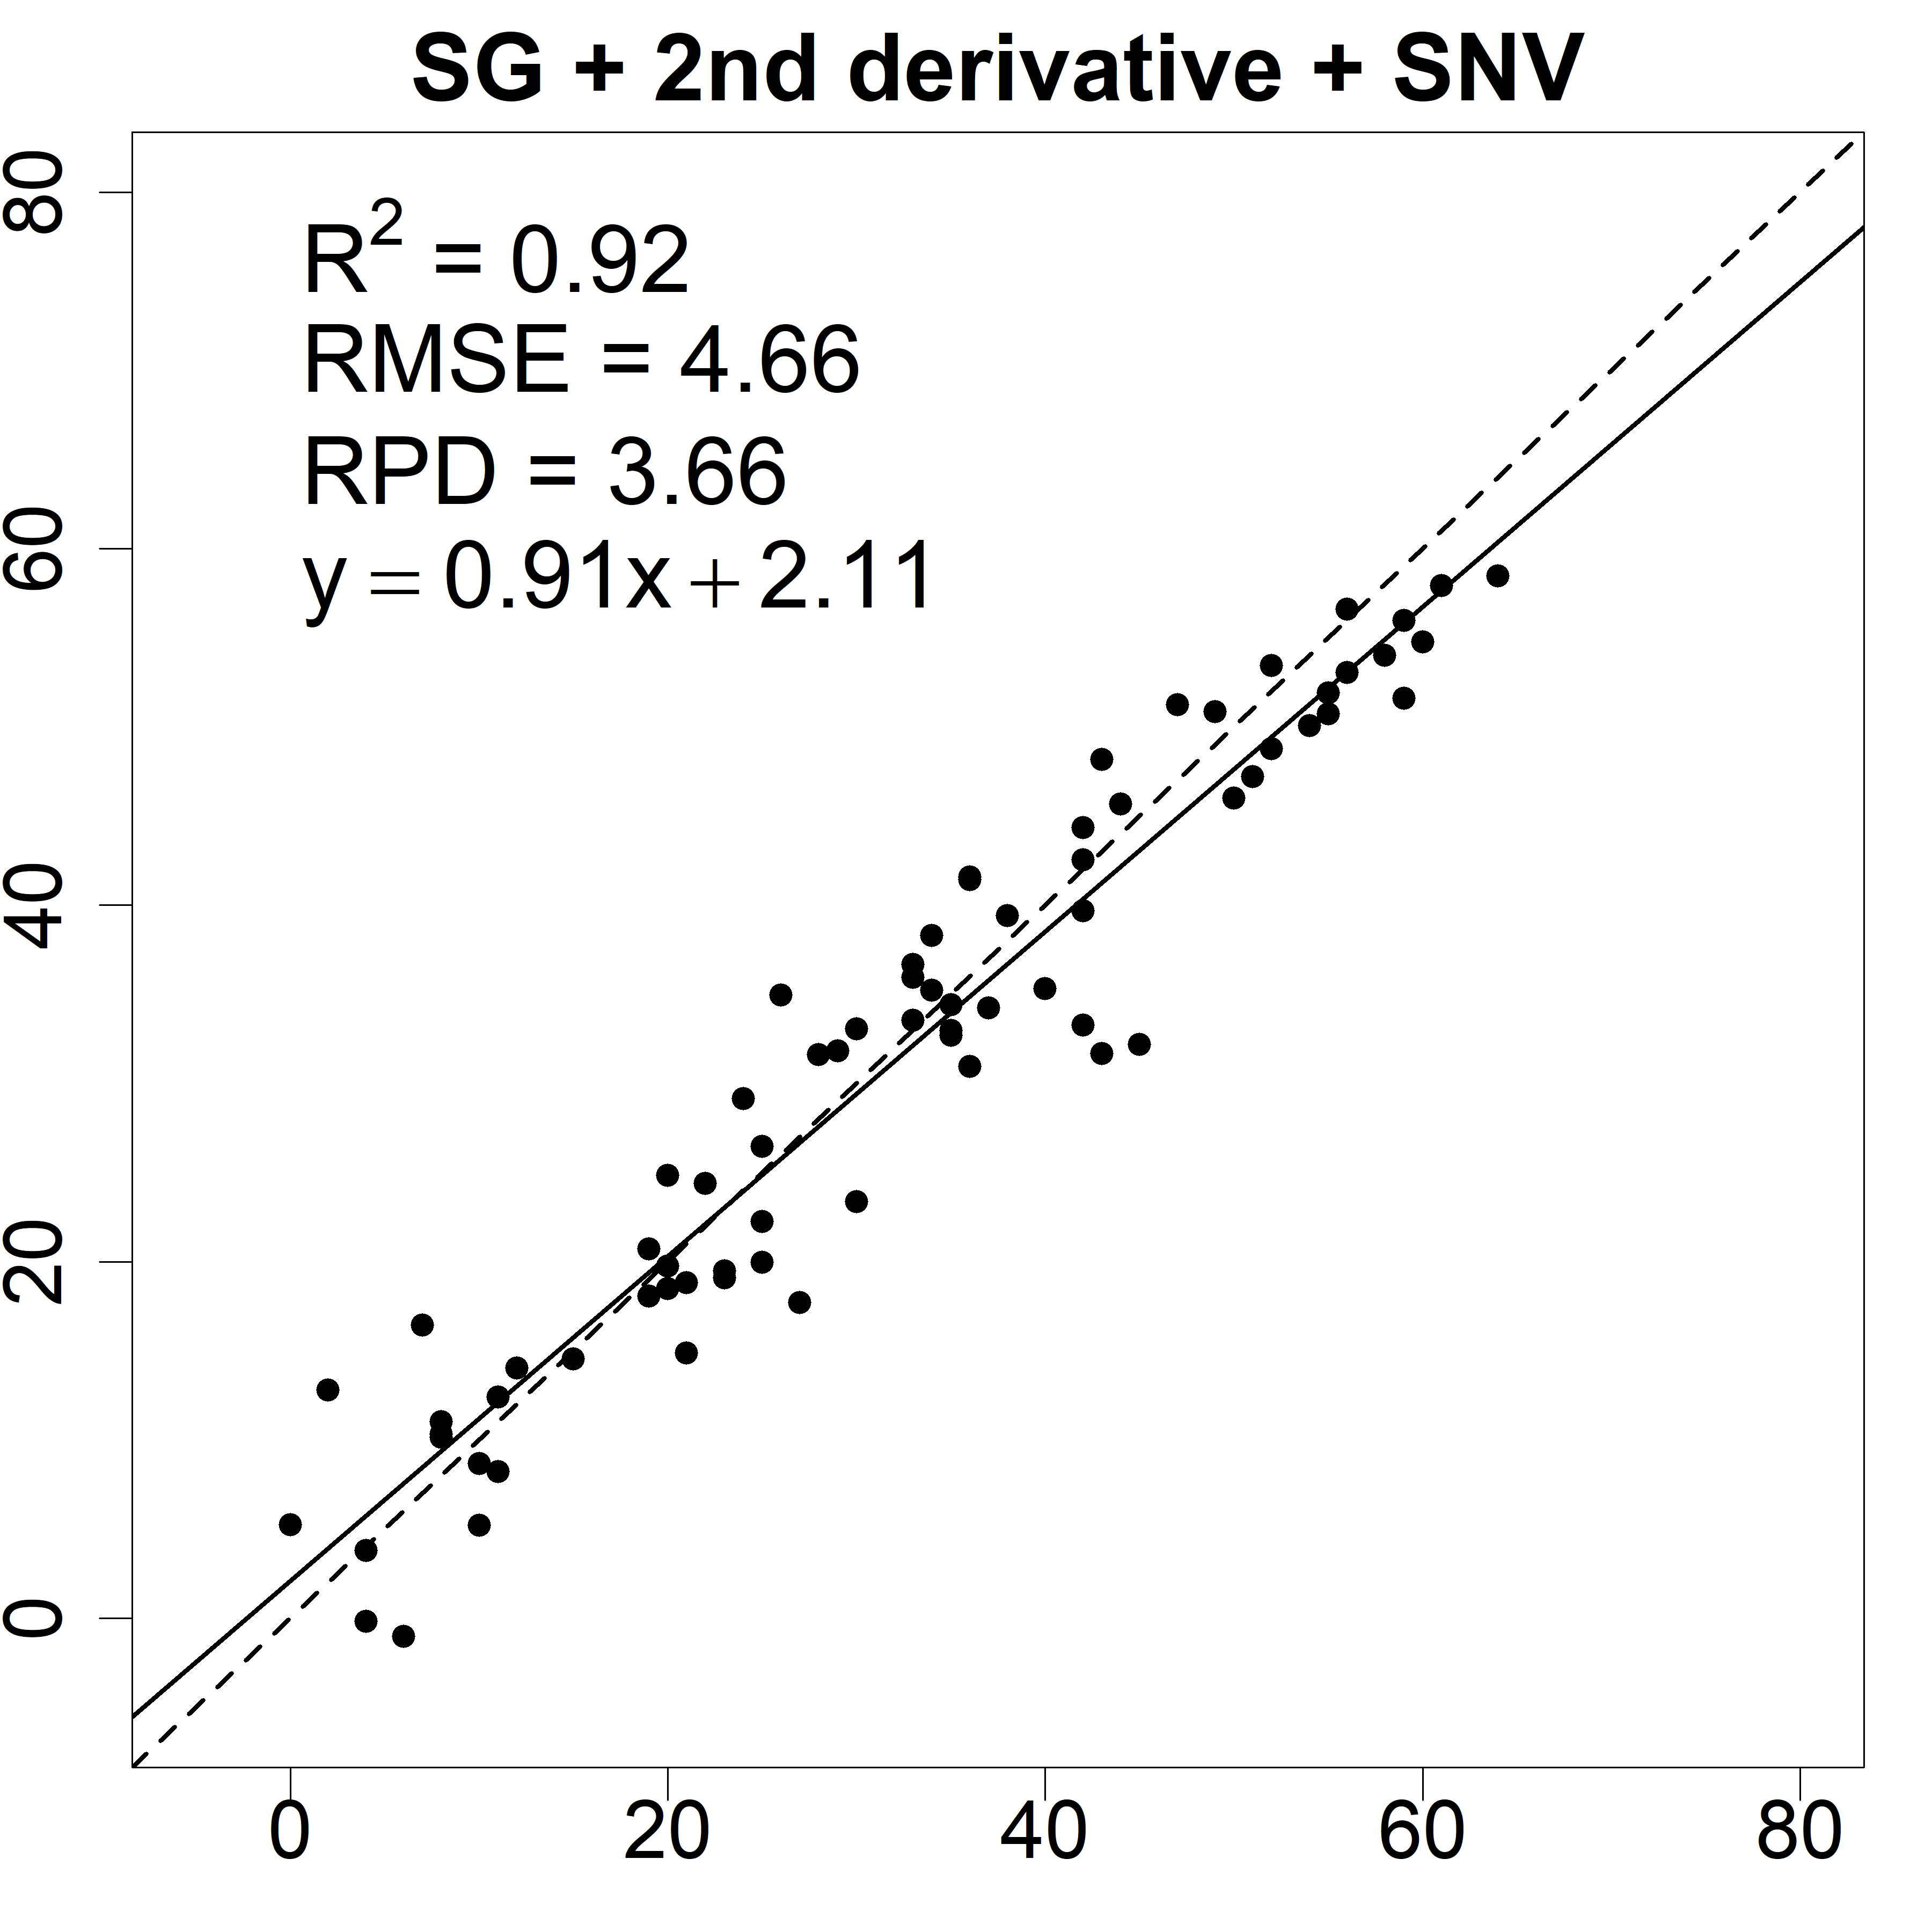 SG + 2nd derivative + SNV
R² = 0.92
RMSE = 4.66
RPD = 3.66
y = 0.91x + 2.11
80
60
40
20
0
0 20 40 60 80